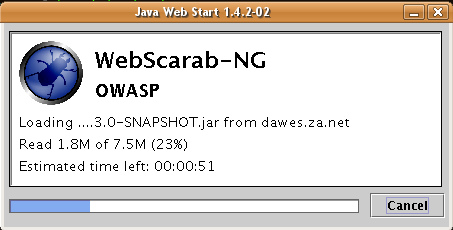 Java Web Start 1.4.2-02
WebScarab-NG
OWASP
Loading ....3.0-SNAPSHOT.jar from dawes.za.net
Read 1.8M of 7.5M (23%)
Estimated time left: 00:00:51
Cancel